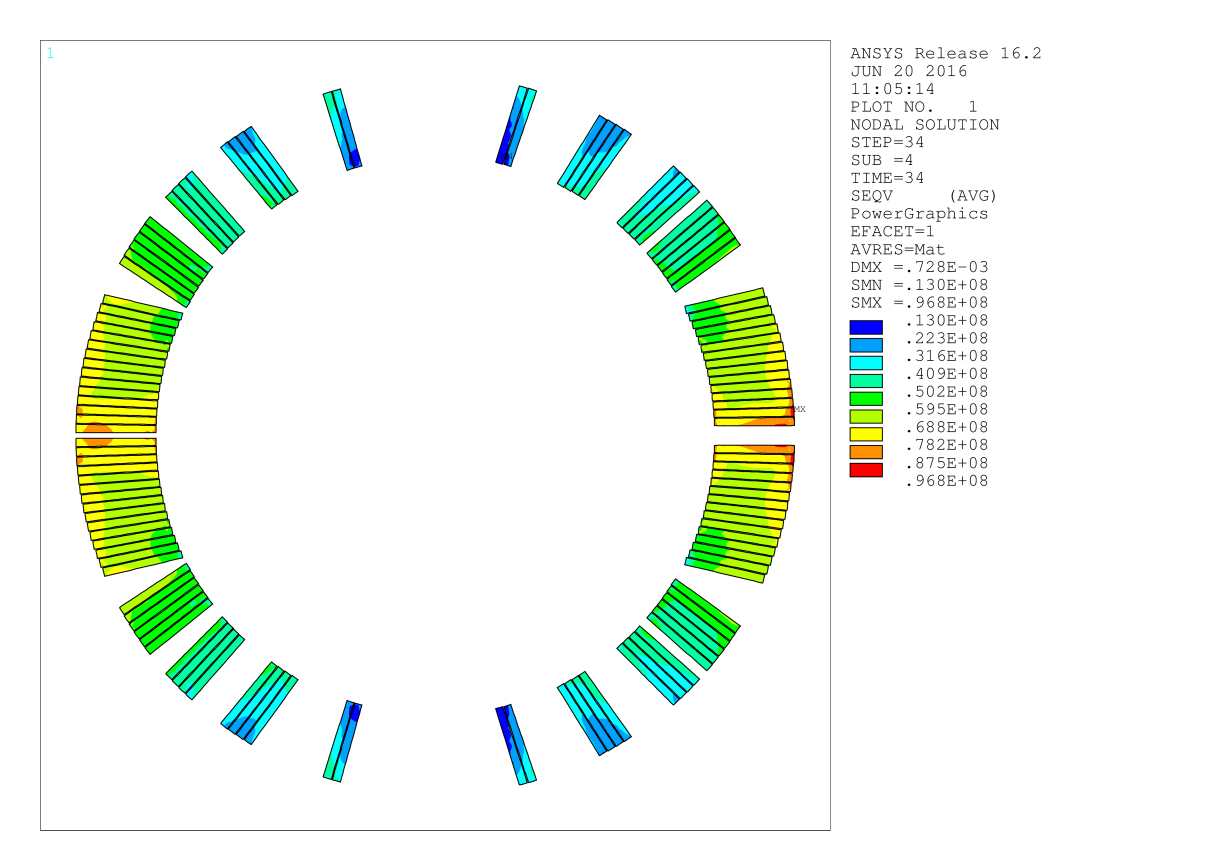 1
ANSYS Release 16.2
JUN 20 2016
11:05:14
PLOT NO.   1
NODAL SOLUTION
STEP=34
SUB =4
TIME=34
SEQV     (AVG)
PowerGraphics
EFACET=1
AVRES=Mat
DMX =.728E-03
SMN =.130E+08
SMX =.968E+08
.130E+08
.223E+08
.316E+08
.409E+08
.502E+08
.595E+08
.688E+08
.782E+08
.875E+08
.968E+08
MX